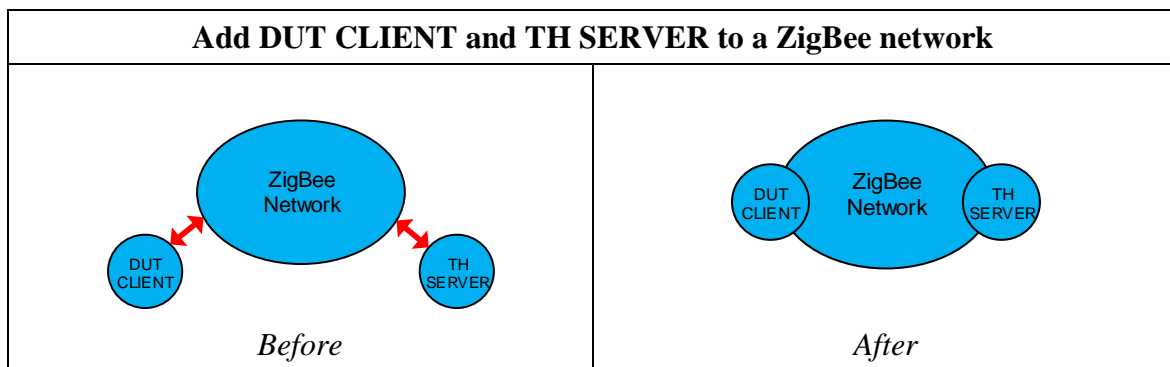 Add DUT CLIENT and TH SERVER to a ZigBee network
ZigBee
Network
DUT
CLIENT
TH
SERVER
Before
DUT
CLIENT
ZigBee
Network
TH
SERVER
After